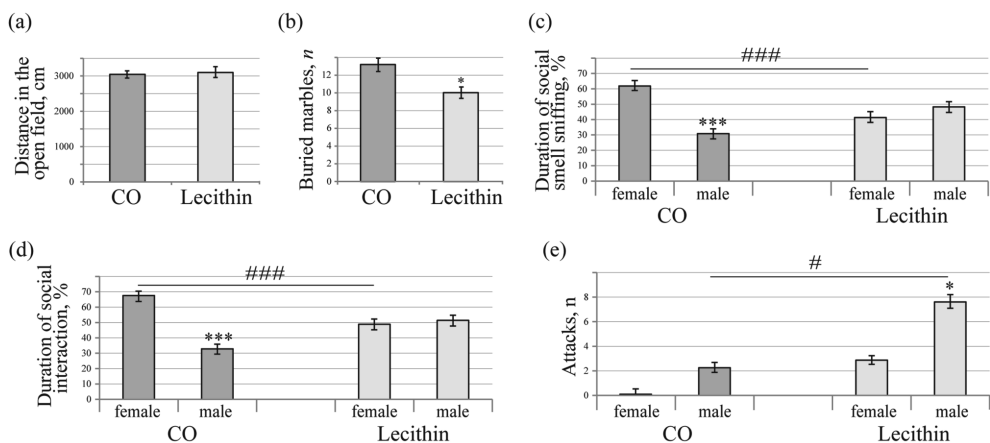 (a)
Distance in the
open field, cm
3000
2000
1000
0
CO
Lecithin
(b)
Buried marbles, n
14
12
10
8
6
4
2
0
*
CO
Lecithin
(c)
Duration of social
smell sniffing, %
70
60
50
40
30
20
10
0
###
***
female
male
female
male
CO
Lecithin
(d)
Duration of social
interaction, %
70
60
50
40
30
20
10
0
###
***
female
male
female
male
CO
Lecithin
(e)
Attacks, n
8
6
4
2
0
#
*
female
male
female
male
CO
Lecithin